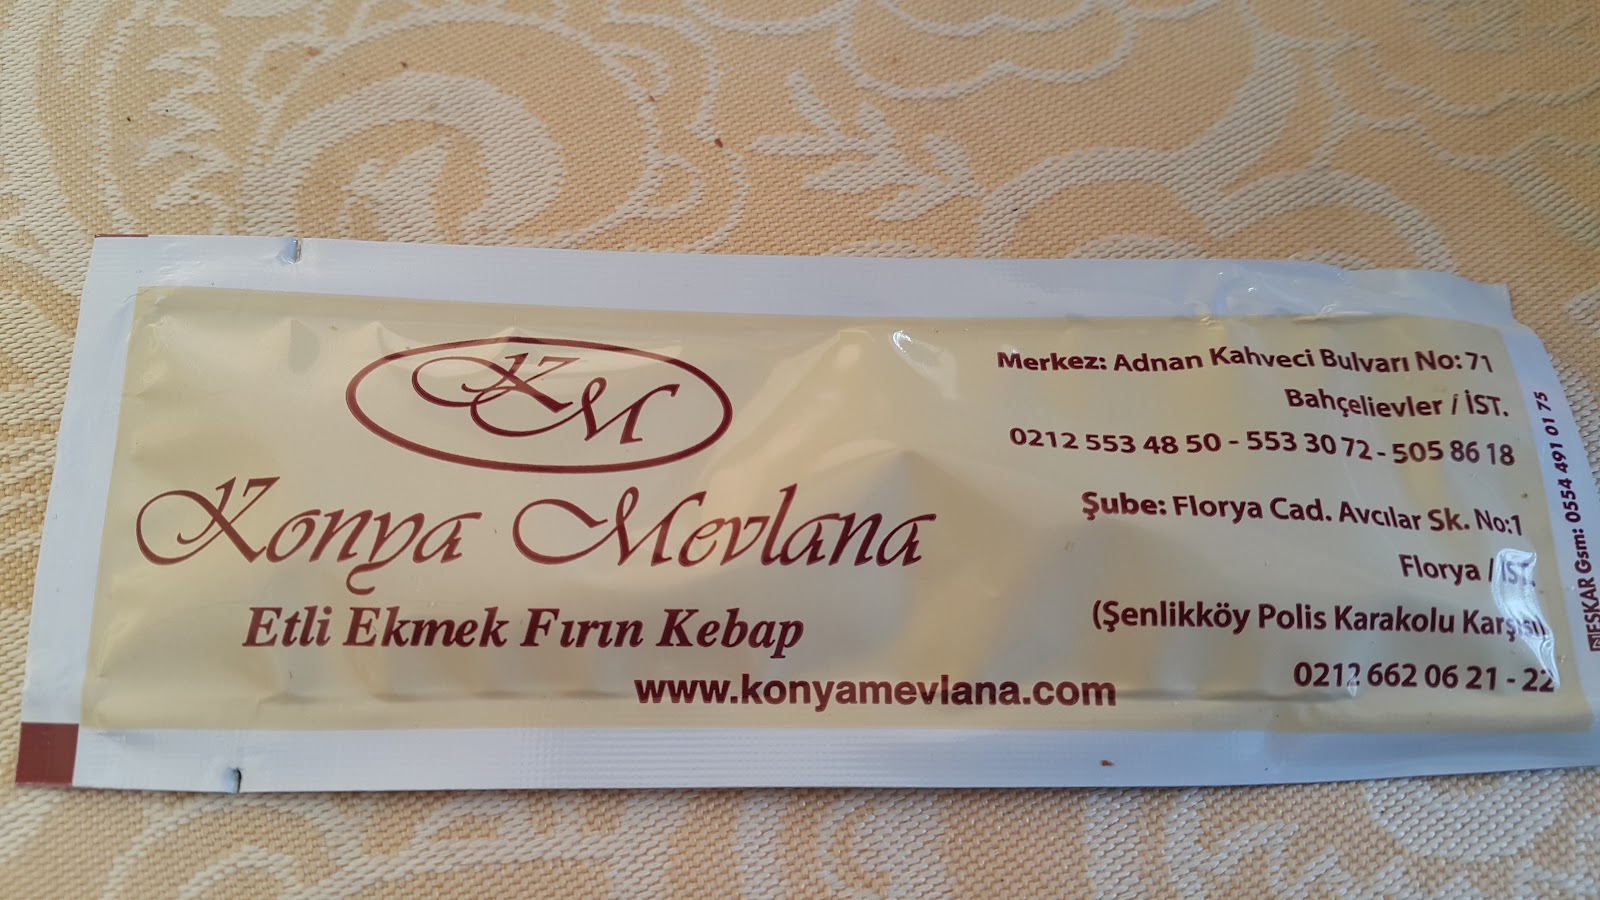 KM
Konya Mevlana
Etli Ekmek Fırın Kebap
www.konyamevlana.com
Merkez: Adnan Kahveci Bulvarı No: 71
Bahçelievler / İST.
0212 553 48 50 - 553 30 72 - 505 86 18
Şube: Florya Cad. Avcılar Sk. No:1
Florya / İST.
(Şenlikköy Polis Karakolu Karşısı)
0212 662 06 21 - 22
NEŞKAR Gsm: 0554 491 01 75